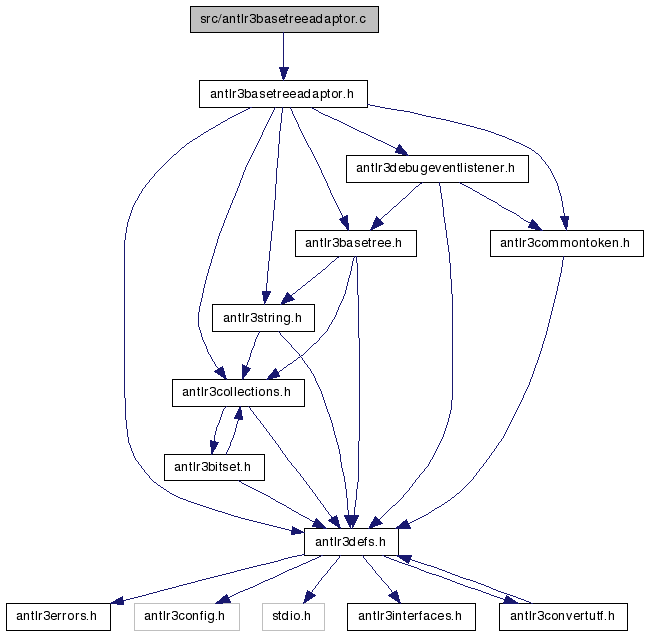 src/antlr3basetreeadaptor.c
antlr3basetreeadaptor.h
antlr3debugeventlistener.h
antlr3basetree.h
antlr3commontoken.h
antlr3string.h
antlr3collections.h
antlr3bitset.h
antlr3defs.h
antlr3errors.h
antlr3config.h
stdio.h
antlr3interfaces.h
antlr3convertutf.h